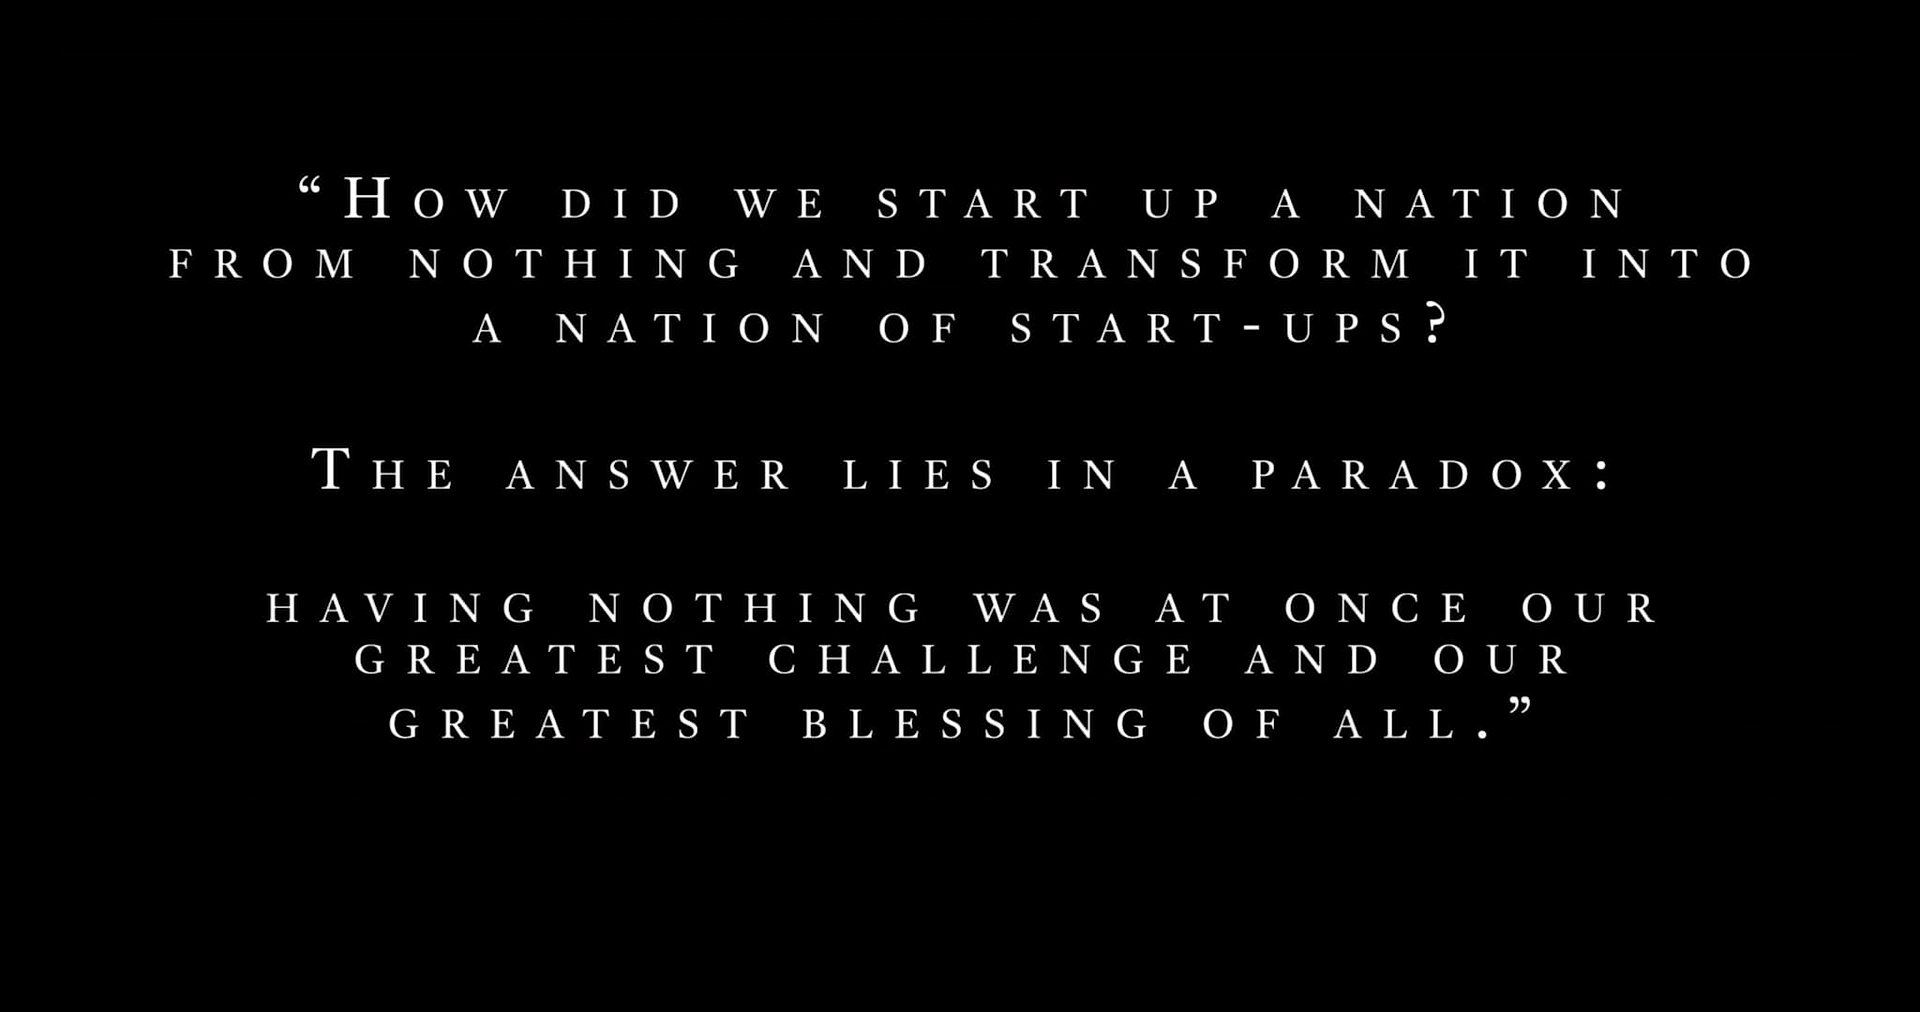 “How did we start up a nation
from nothing and transform it into
a nation of start-ups?
The answer lies in a paradox:
having nothing was at once our
greatest challenge and our
greatest blessing of all.”